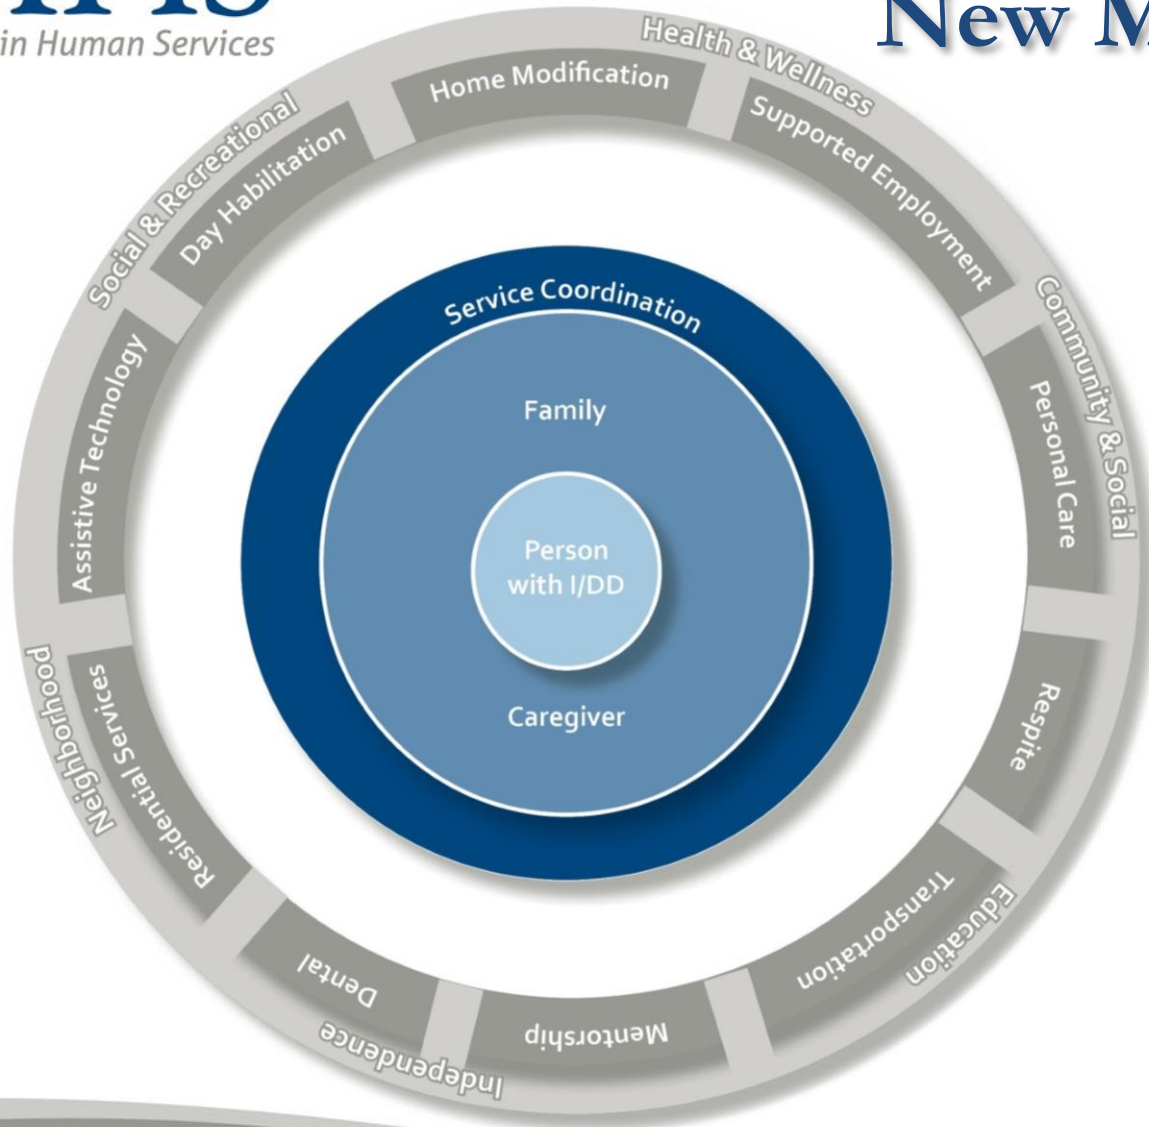 in Human Services
New M
Health & Wellness
Home Modification
Supported Employment
Social & Recreational
Day Habilitation
Community & Social
Personal Care
Assistive Technology
Service Coordination
Family
Person
with I/DD
Caregiver
Neighborhood
Residential Services
Respite
Education
Transportation
Dental
Mentorship
Independence